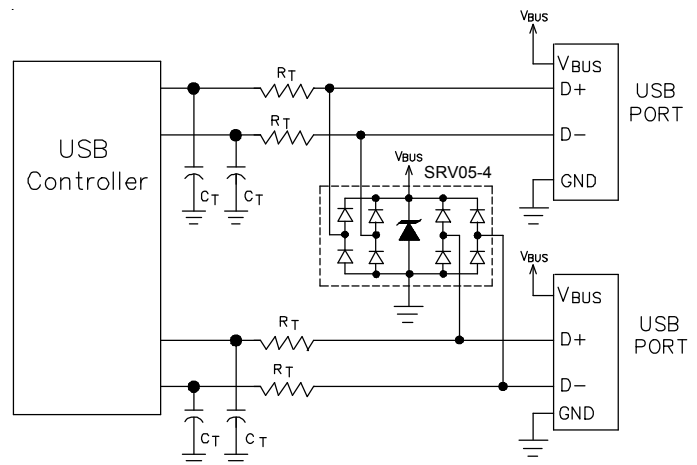 VBUS
VBUS
D+
D−
GND
USB
PORT
RT
RT
USB
Controller
CT
CT
VBUS
SRV05-4
VBUS
VBUS
D+
D−
GND
USB
PORT
RT
RT
CT
CT